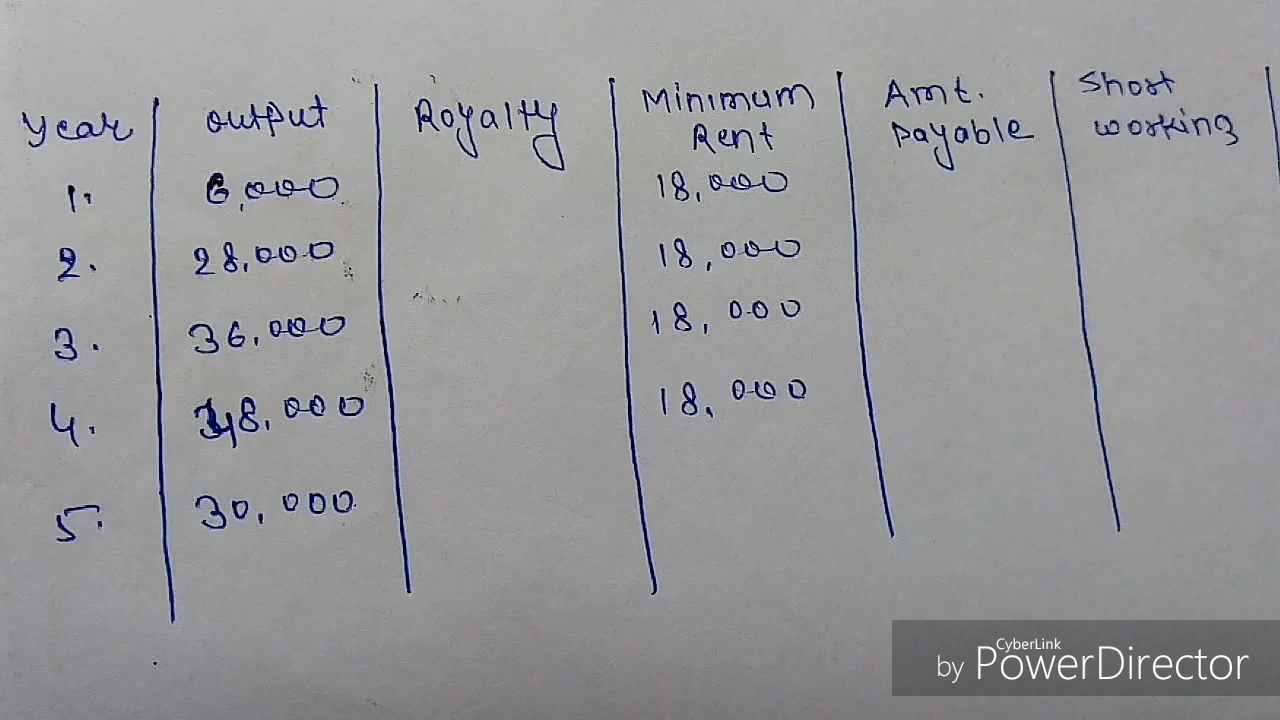 Year output Royalty Minimum Rent Amt. Payable Short working
1. 6,000 18,000
2. 28,000 18,000
3. 36,000 18,000
4. 48,000 18,000
5. 30,000
CyberLink
by PowerDirector